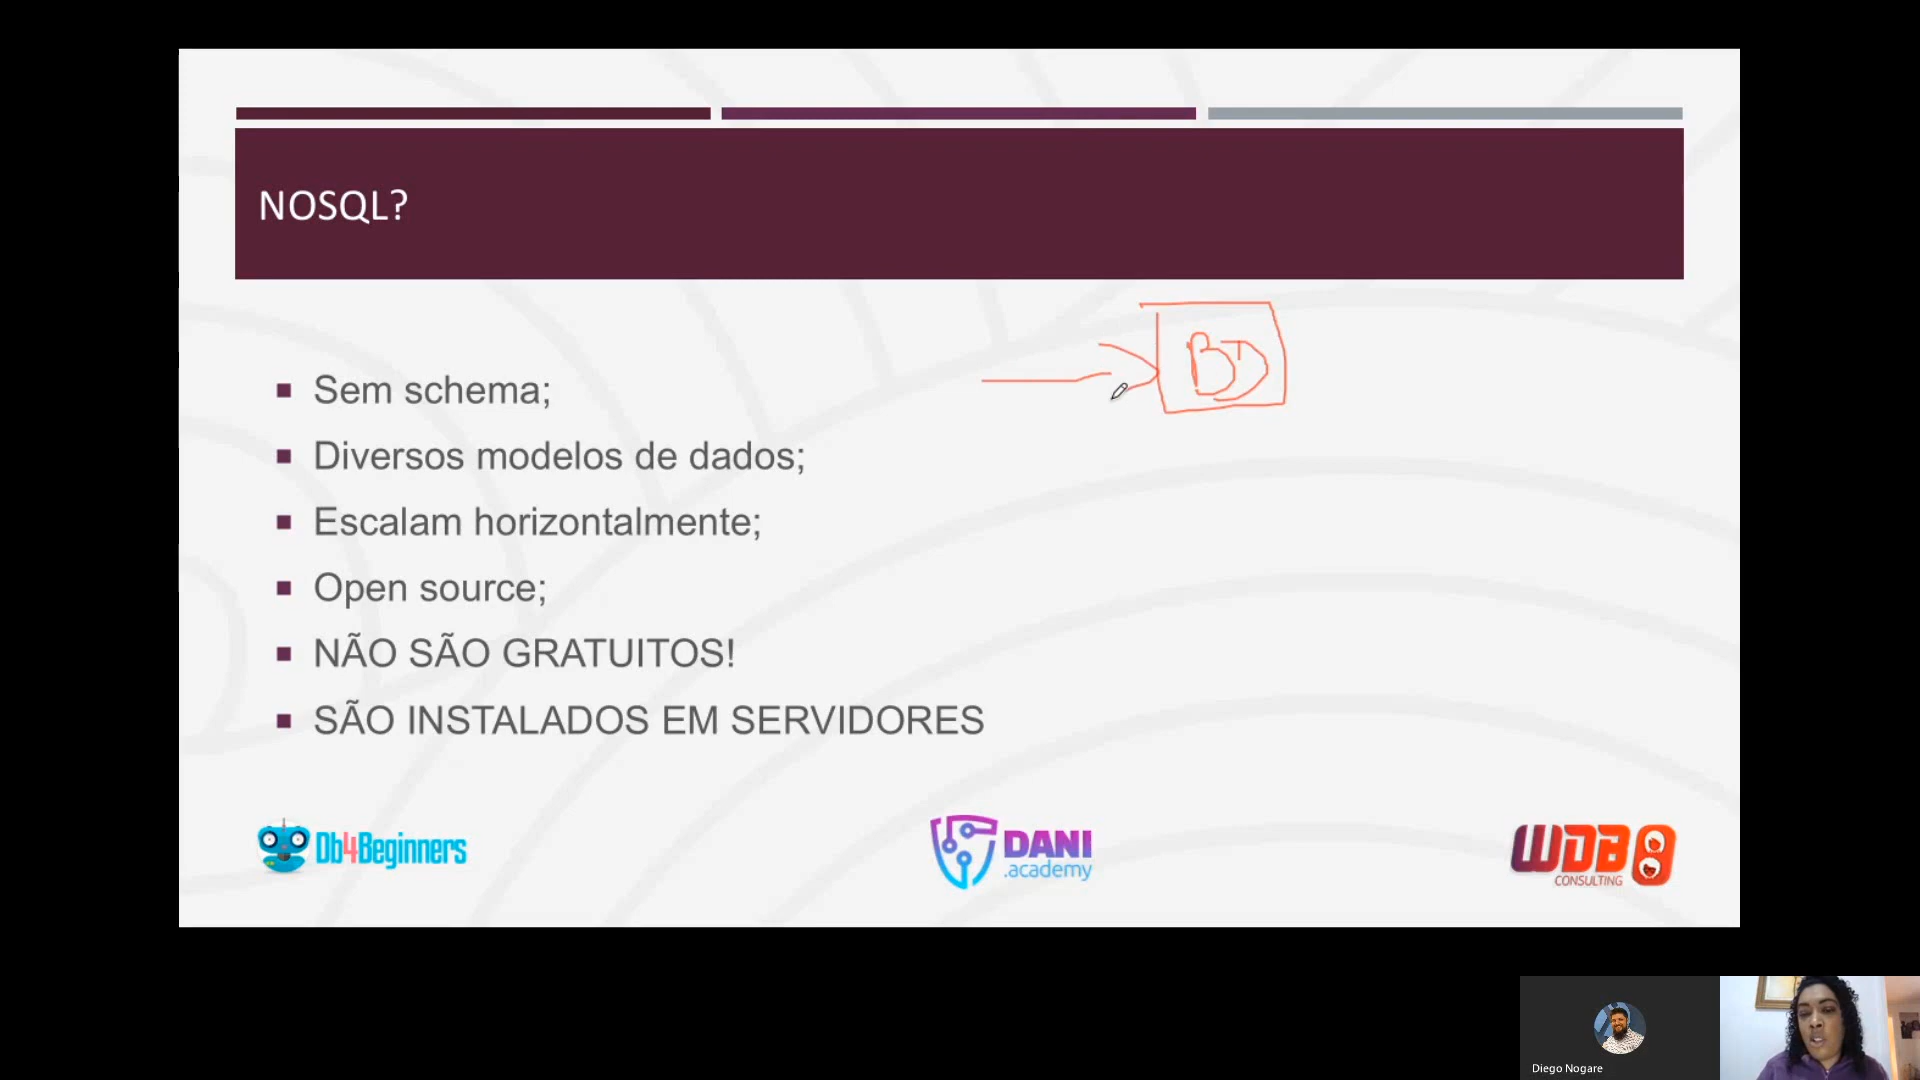 NOSQL?
BD
Sem schema;
Diversos modelos de dados;
Escalam horizontalmente;
Open source;
NÃO SÃO GRATUITOS!
SÃO INSTALADOS EM SERVIDORES
Db4Beginners
DANI
.academy
WDB
CONSULTING
Diego Nogare